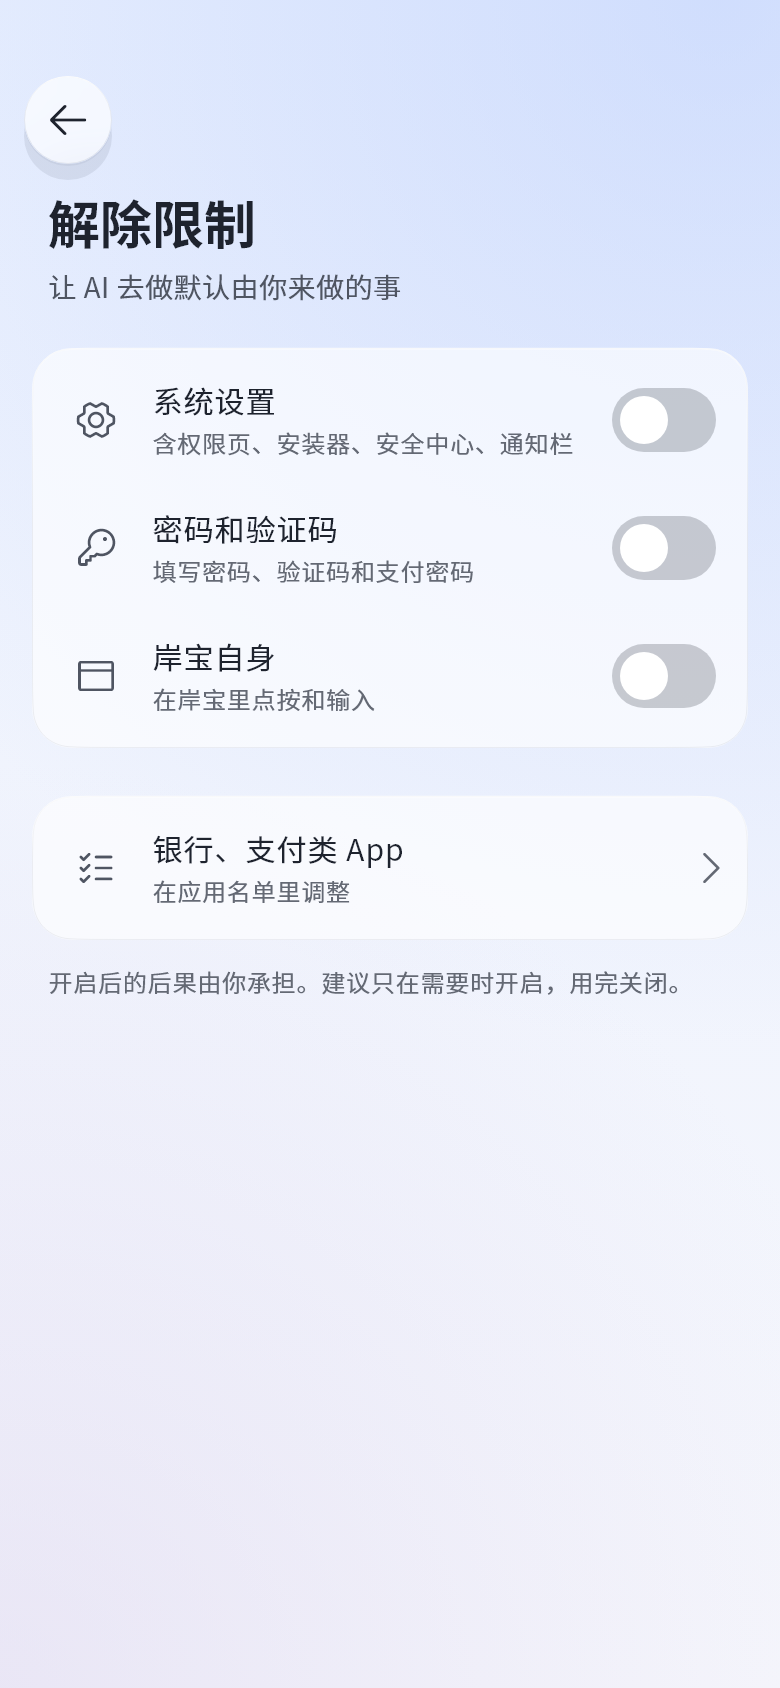 解除限制
让 AI 去做默认由你来做的事
系统设置
含权限页、安装器、安全中心、通知栏
密码和验证码
填写密码、验证码和支付密码
岸宝自身
在岸宝里点按和输入
银行、支付类 App
在应用名单里调整
开启后的后果由你承担。建议只在需要时开启，用完关闭。